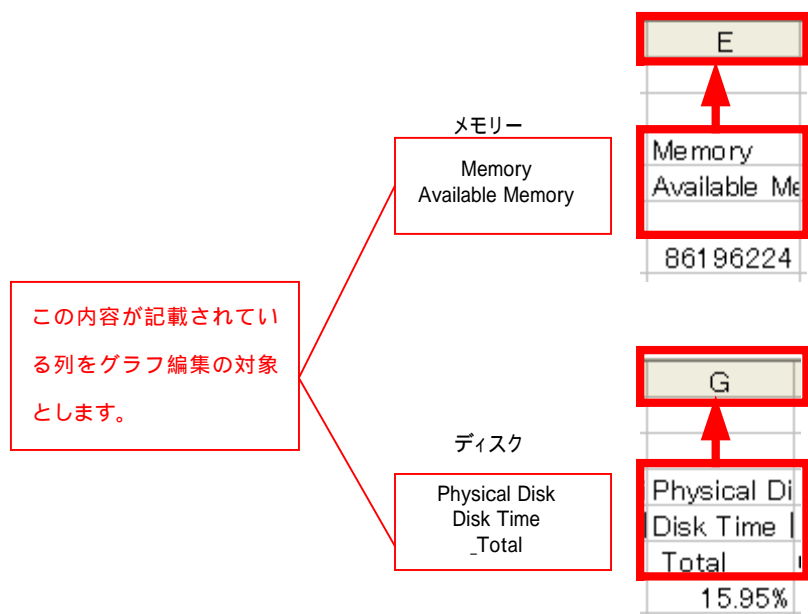 E
メモリー
Memory
Available Memory
Memory
Available Me
86196224
この内容が記載されてい
る列をグラフ編集の対象
とします。
G
ディスク
Physical Disk
Disk Time
_Total
Physical Di
Disk Time
Total
15.95%